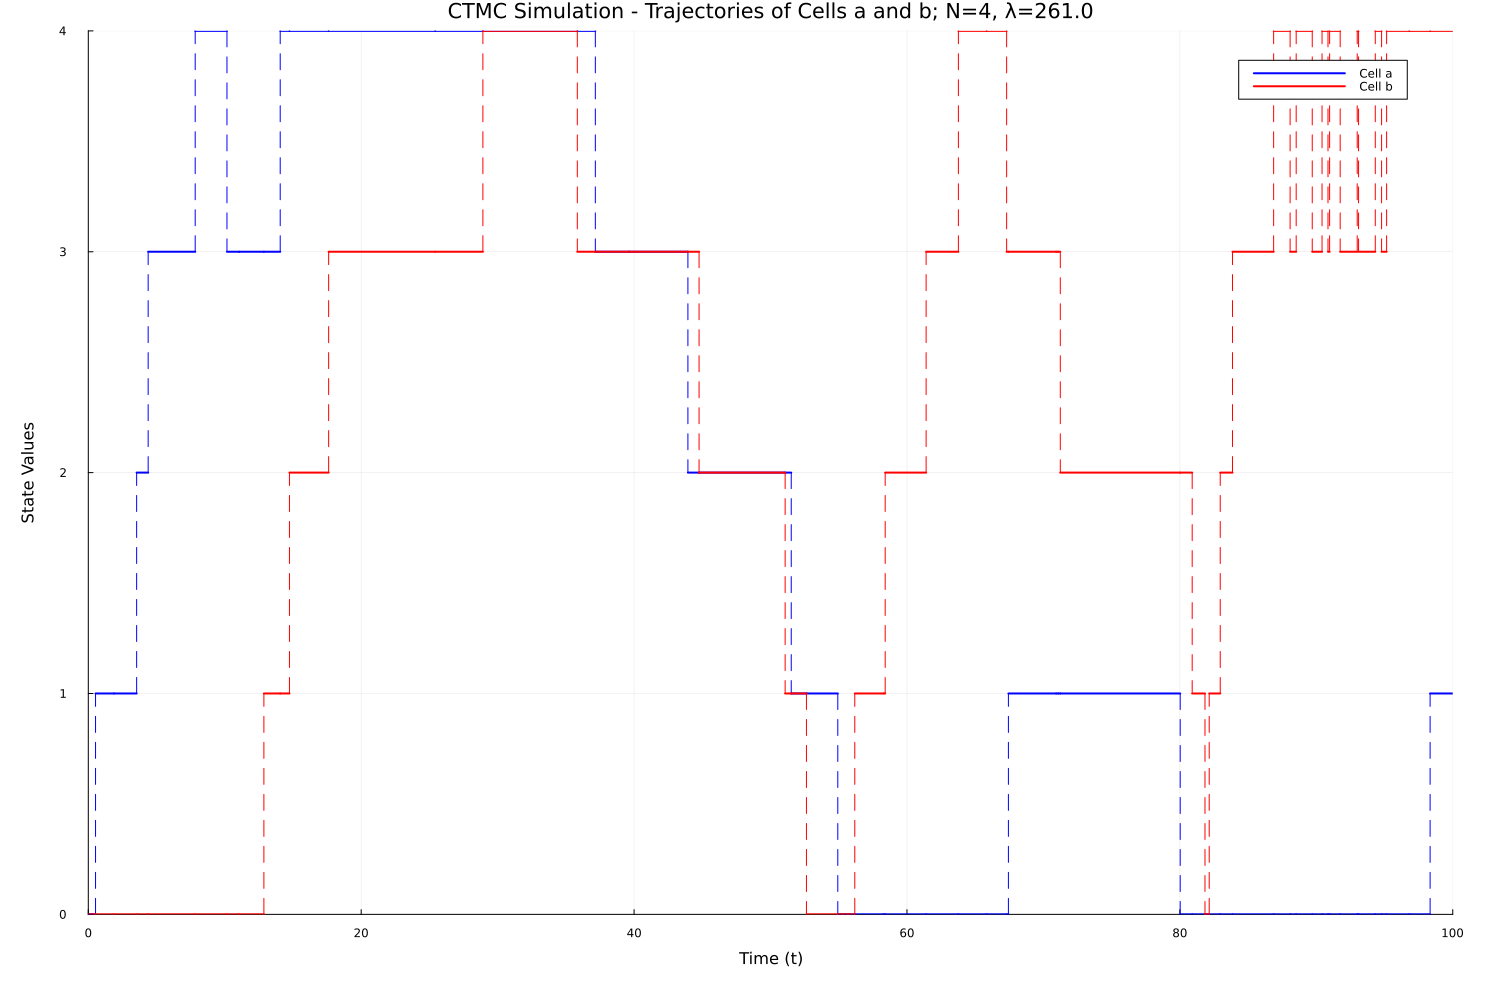 CTMC Simulation - Trajectories of Cells a and b; N=4, λ=261.0
4
Cell a
Cell b
3
State Values
2
1
0
0 20 40 60 80 100
Time (t)